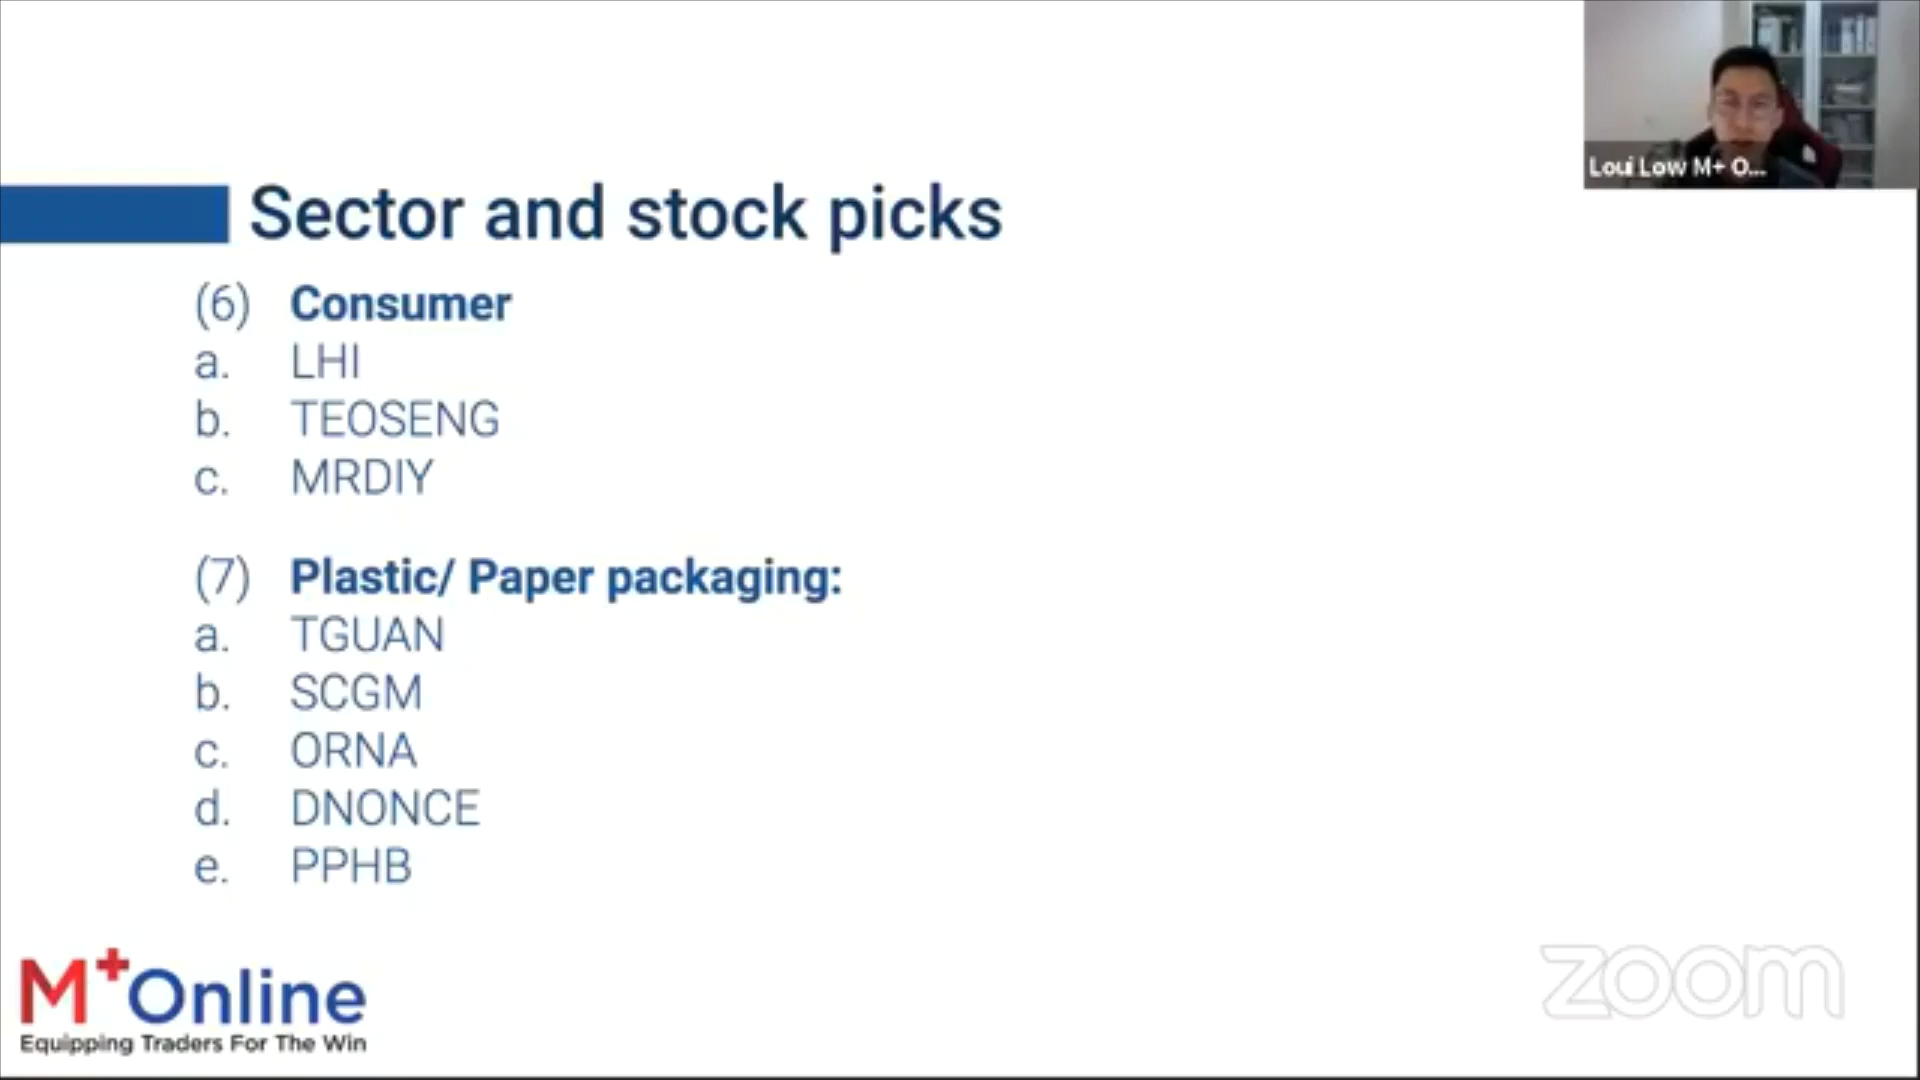 Loui Low M+ O...
Sector and stock picks
(6) Consumer
a. LHI
b. TEOSENG
c. MRDIY
(7) Plastic/ Paper packaging:
a. TGUAN
b. SCGM
c. ORNA
d. DNONCE
e. PPHB
M+Online
Equipping Traders For The Win
zoom